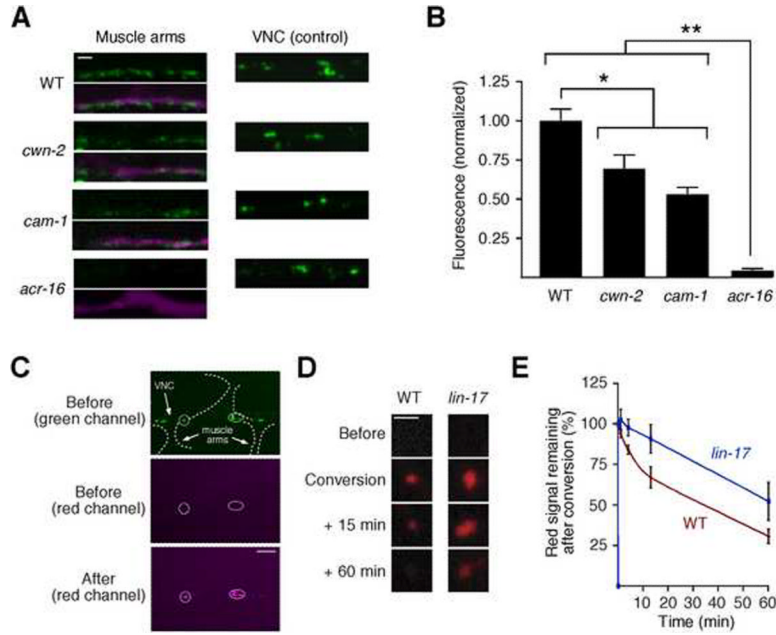 A
Muscle arms
VNC (control)
WT
cwn-2
cam-1
acr-16
B
**
*
Fluorescence (normalized)
1.25
1.00
0.75
0.50
0.25
WT
cwn-2
cam-1
acr-16
C
Before
(green channel)
VNC
muscle
arms
Before
(red channel)
After
(red channel)
D
WT
lin-17
Before
Conversion
+ 15 min
+ 60 min
E
Red signal remaining
after conversion (%)
125
100
75
50
25
lin-17
WT
10 20 30 40 50 60
Time (min)